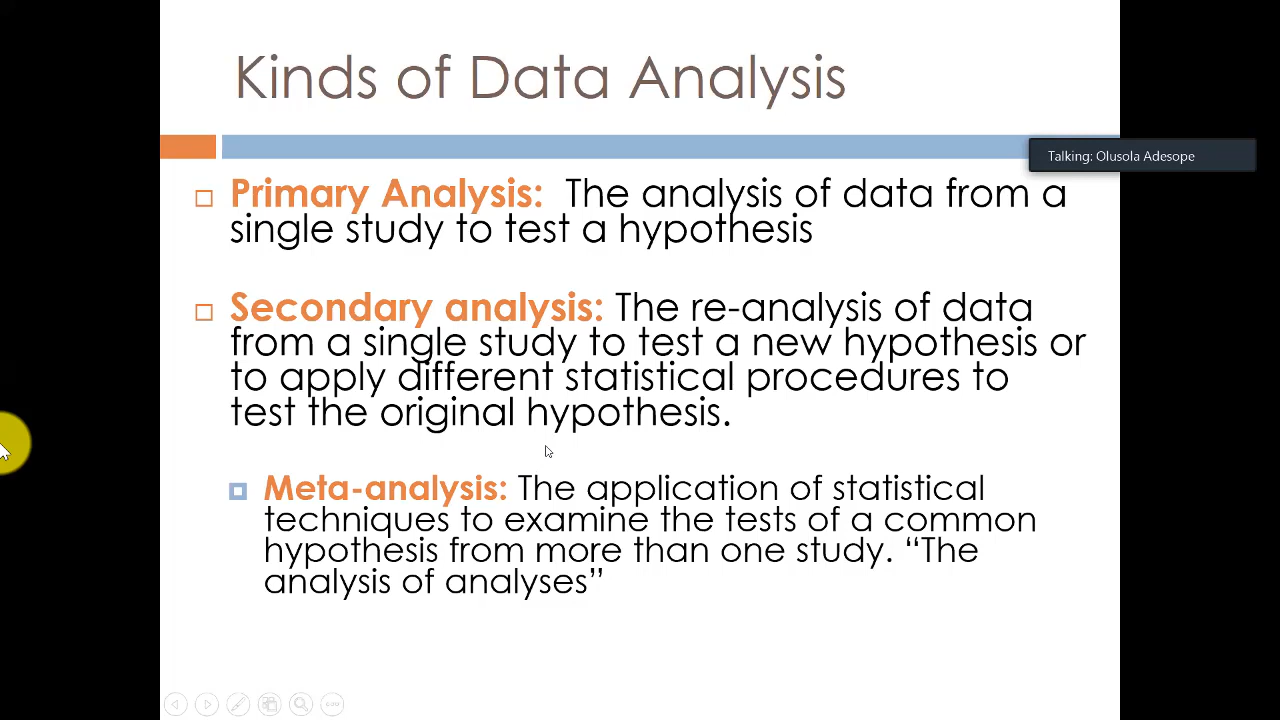 Kinds of Data Analysis
Talking: Olusola Adesope
Primary Analysis: The analysis of data from a
single study to test a hypothesis
Secondary analysis: The re-analysis of data
from a single study to test a new hypothesis or
to apply different statistical procedures to
test the original hypothesis.
Meta-analysis: The application of statistical
techniques to examine the tests of a common
hypothesis from more than one study. “The
analysis of analyses”